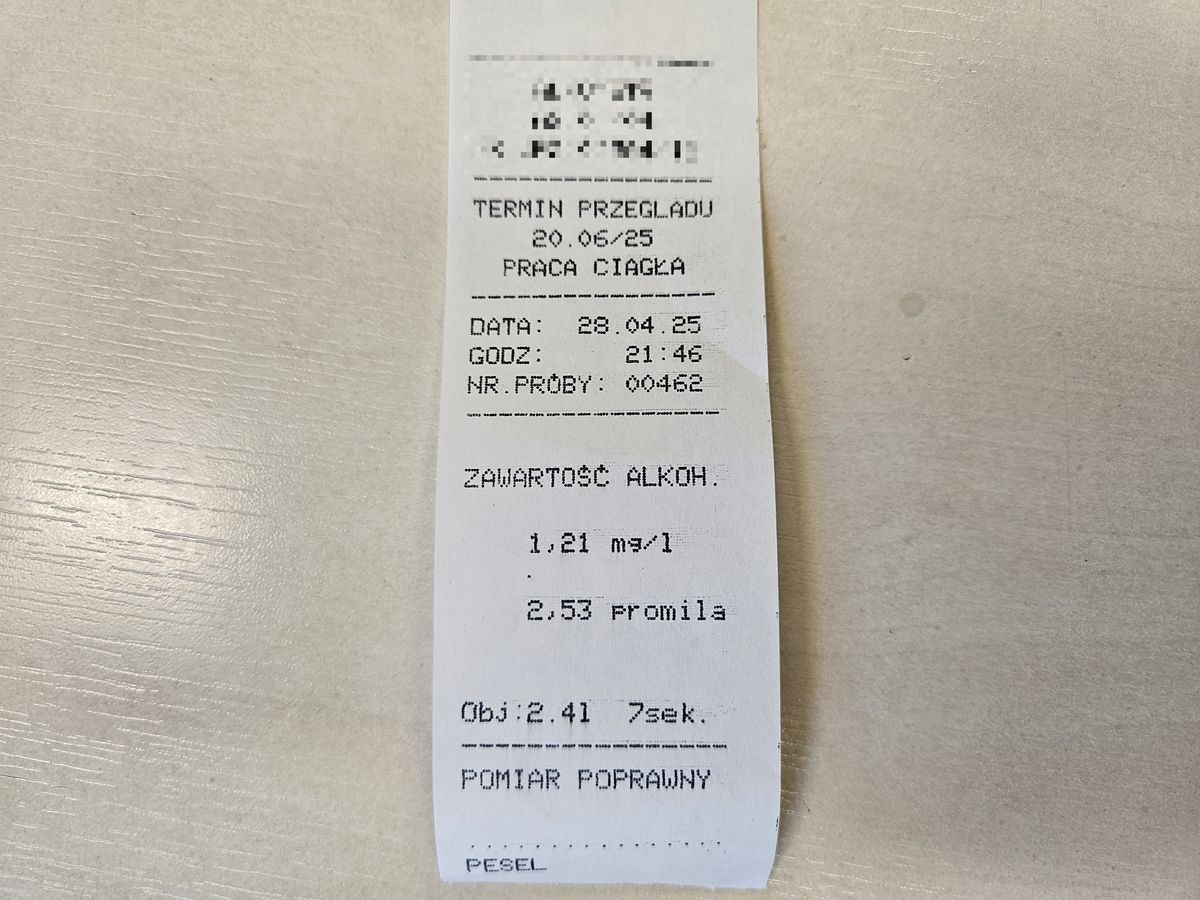 TERMIN PRZEGLADU
20.06/25
PRACA CIAGŁA
DATA: 28.04.25
GODZ: 21:46
NR.PRÓBY: 00462
ZAWARTOŚĆ ALKOH.
1,21 mg/l
.
2,53 promila
Obj:2.4l 7sek.
POMIAR POPRAWNY
................
PESEL